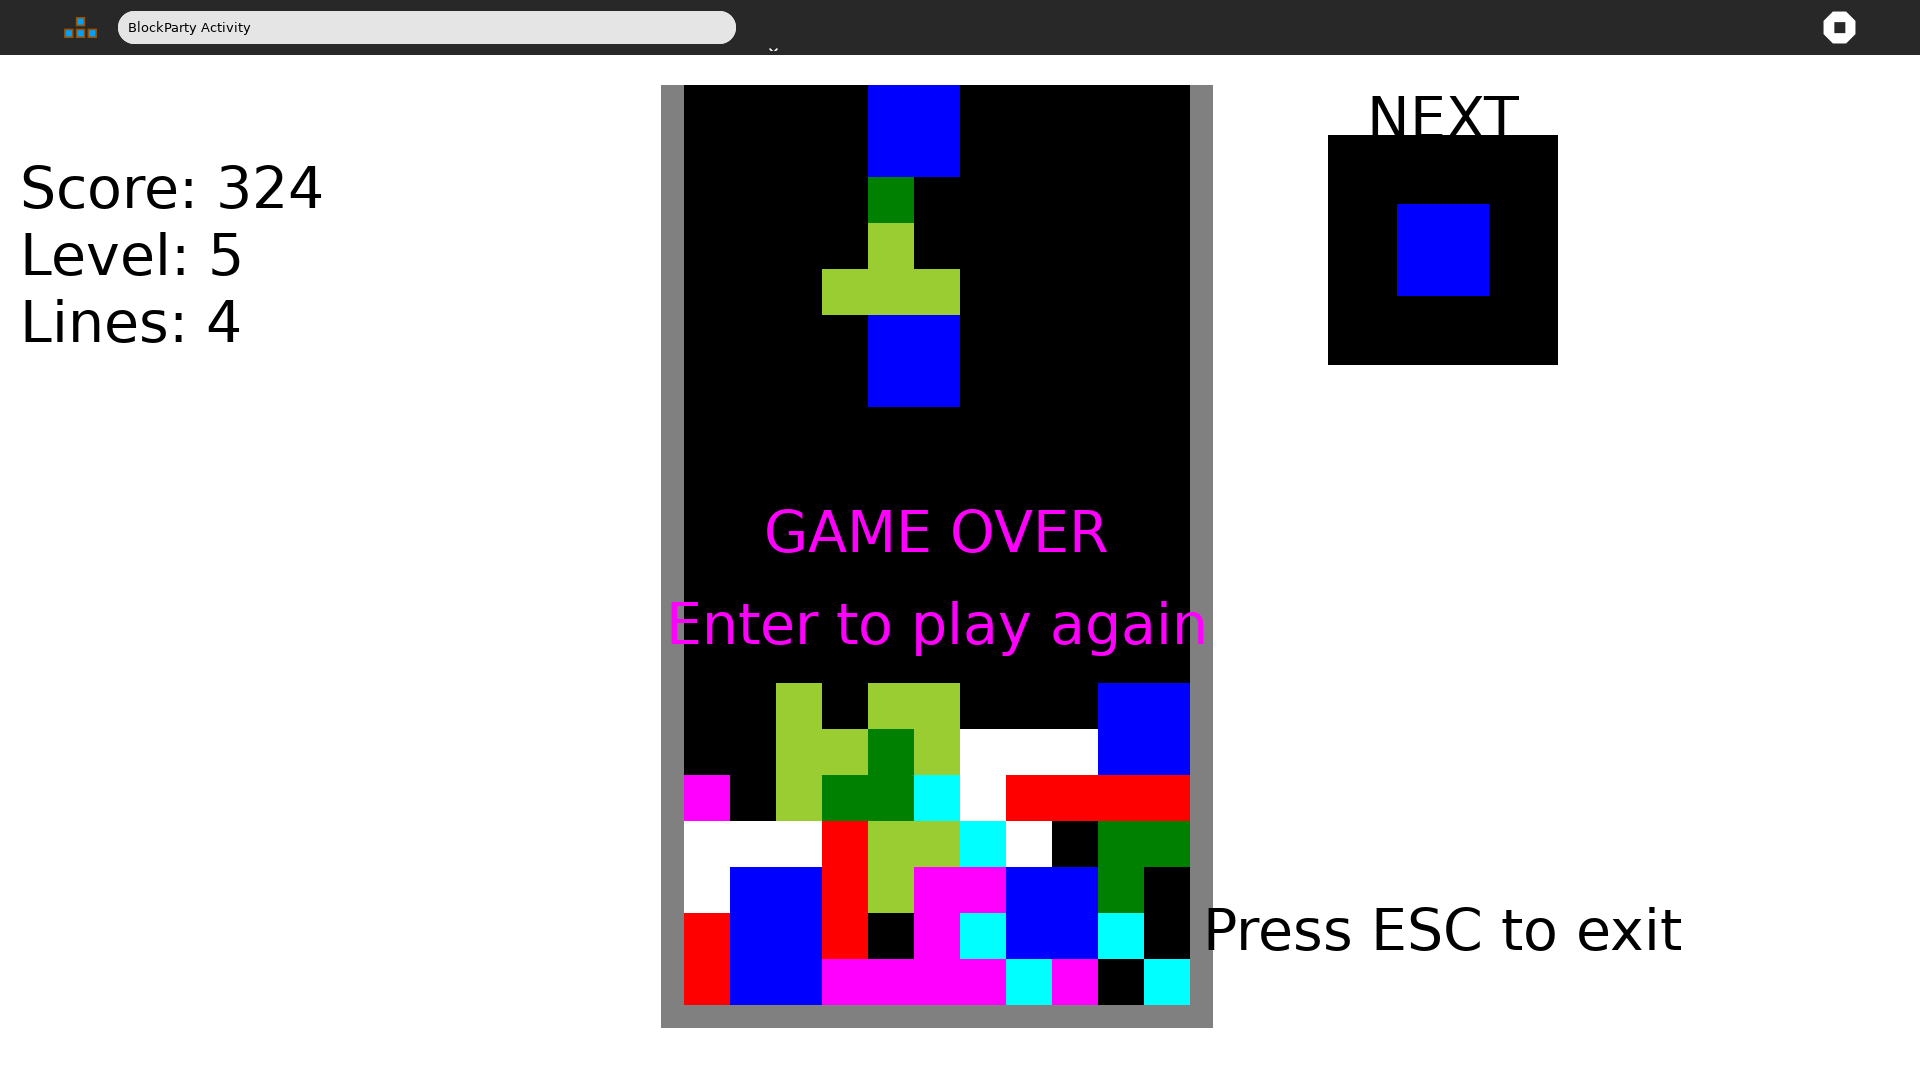 BlockParty Activity
NEXT
Score: 324
Level: 5
Lines: 4
GAME OVER
Enter to play again
Press ESC to exit